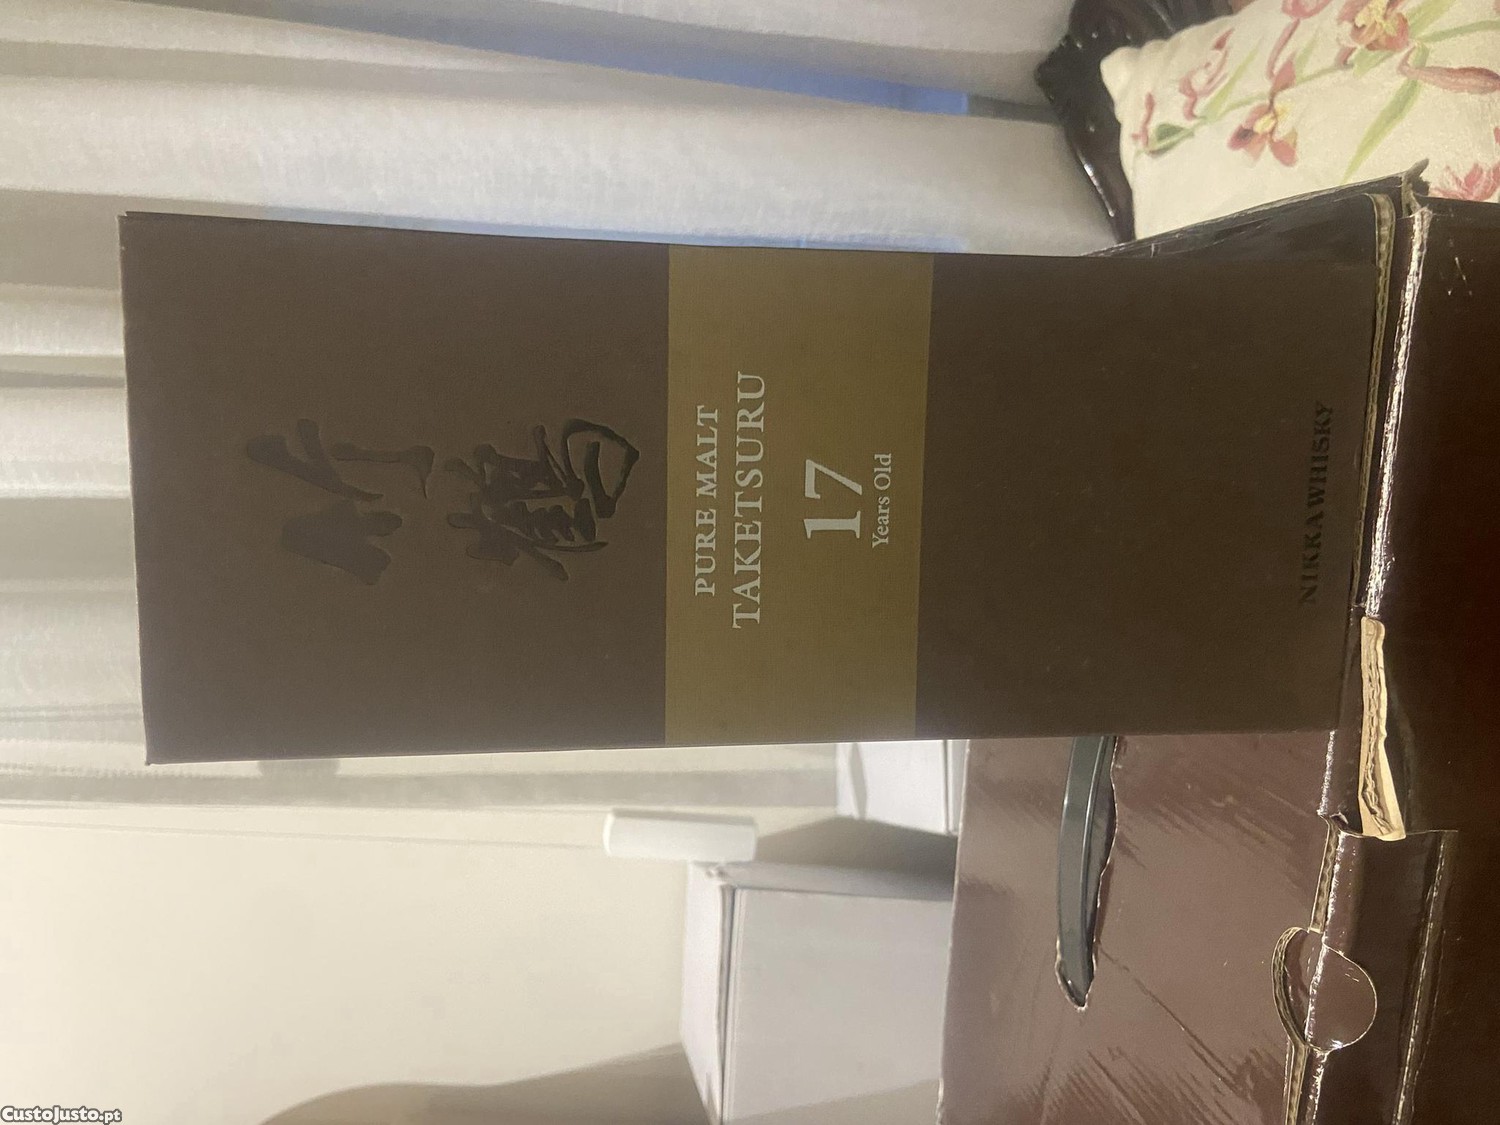 竹鶴
PURE MALT
TAKETSURU
17
Years Old
NIKKA WHISKY
CustoJusto.pt